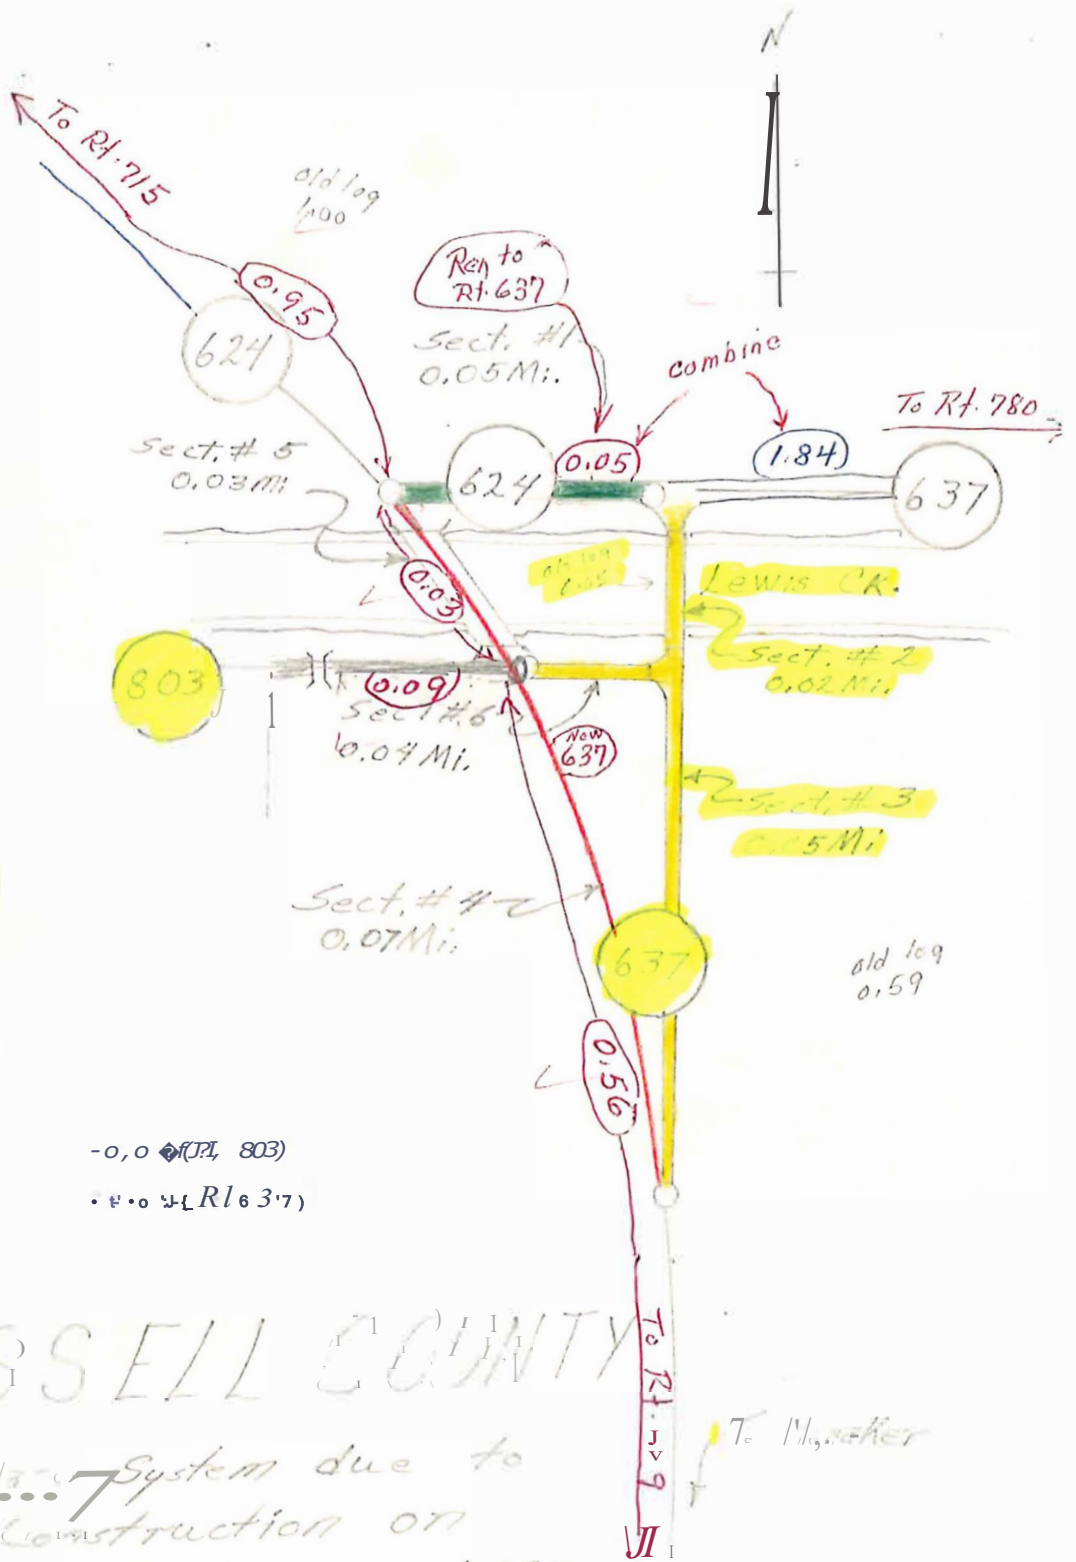 N
To Rt. 715
old log
1.00
0.95
624
Ren to
Rt. 637
Sect. #1
0.05 Mi.
combine
To Rt. 780
Sect. # 5
0.03 mi
624
0.05
1.84
637
old log
Lewis CK.
0.03
803
0.09
Sect. # 2
0.02 Mi.
Sect #.6
0.04 Mi.
New
637
Sect. # 3
0.05 Mi
Sect. # 4
0.07 Mi.
637
old log
0.59
0.56
803)
SSELL COUNTY
To Rt.
System due to
Construction on